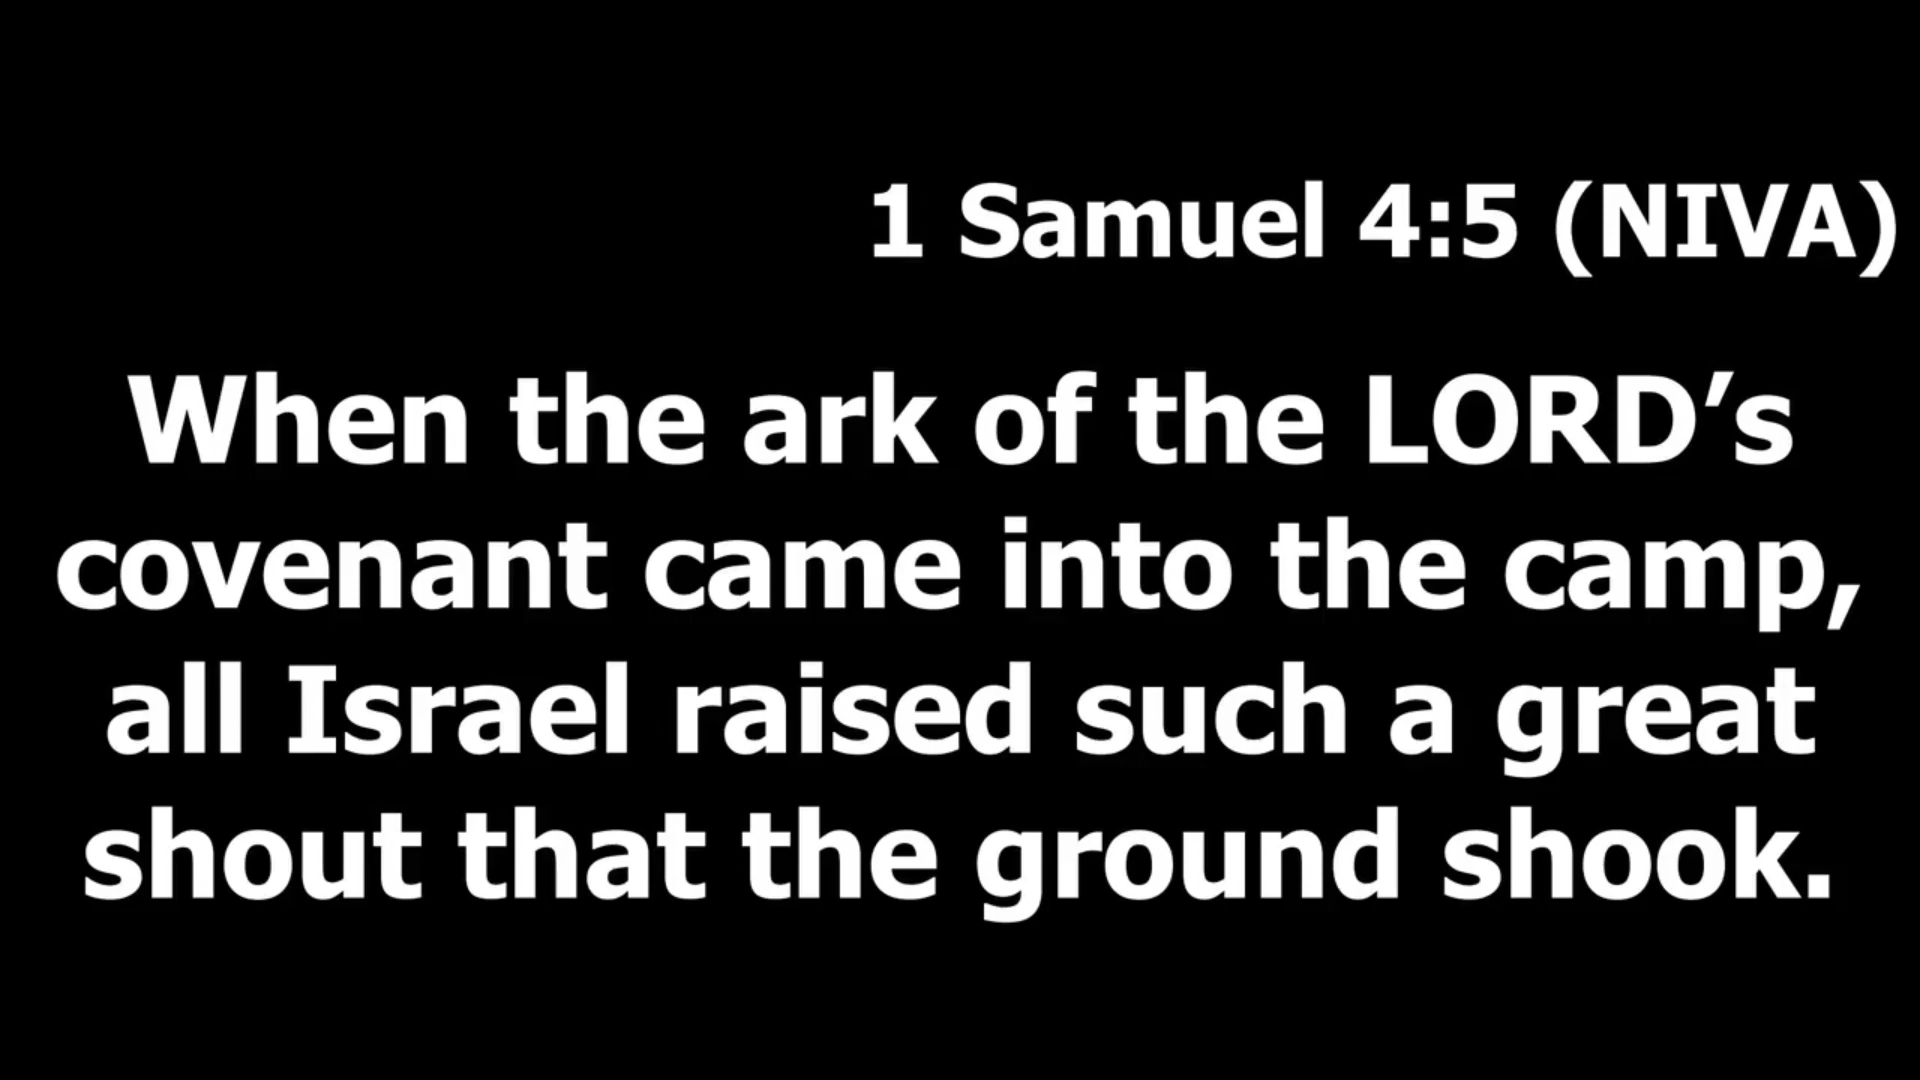 1 Samuel 4:5 (NIVA)
When the ark of the LORD’s
covenant came into the camp,
all Israel raised such a great
shout that the ground shook.